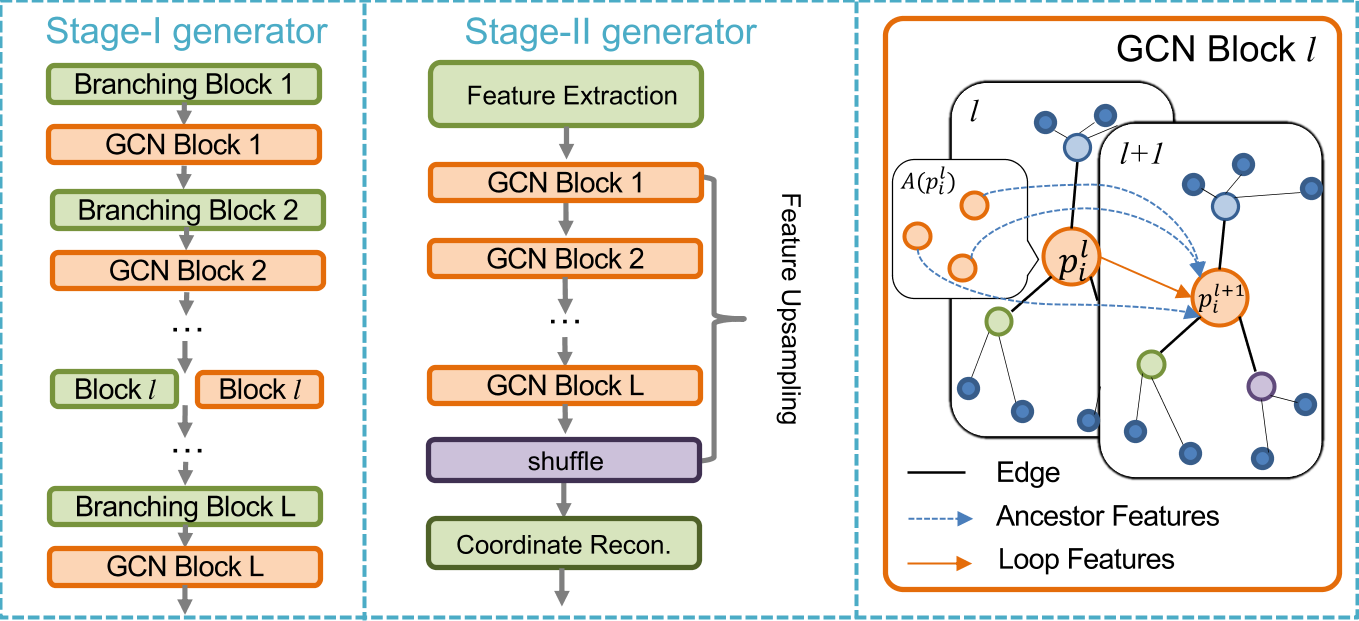 Stage-I generator
Branching Block 1
GCN Block 1
Branching Block 2
GCN Block 2
...
Block l
Block l
...
Branching Block L
GCN Block L
Stage-II generator
Feature Extraction
GCN Block 1
GCN Block 2
...
GCN Block L
shuffle
Coordinate Recon.
Feature Upsampling
GCN Block l
l
l+1
A(p_i^l)
p_i^l
p_i^{l+1}
Edge
Ancestor Features
Loop Features